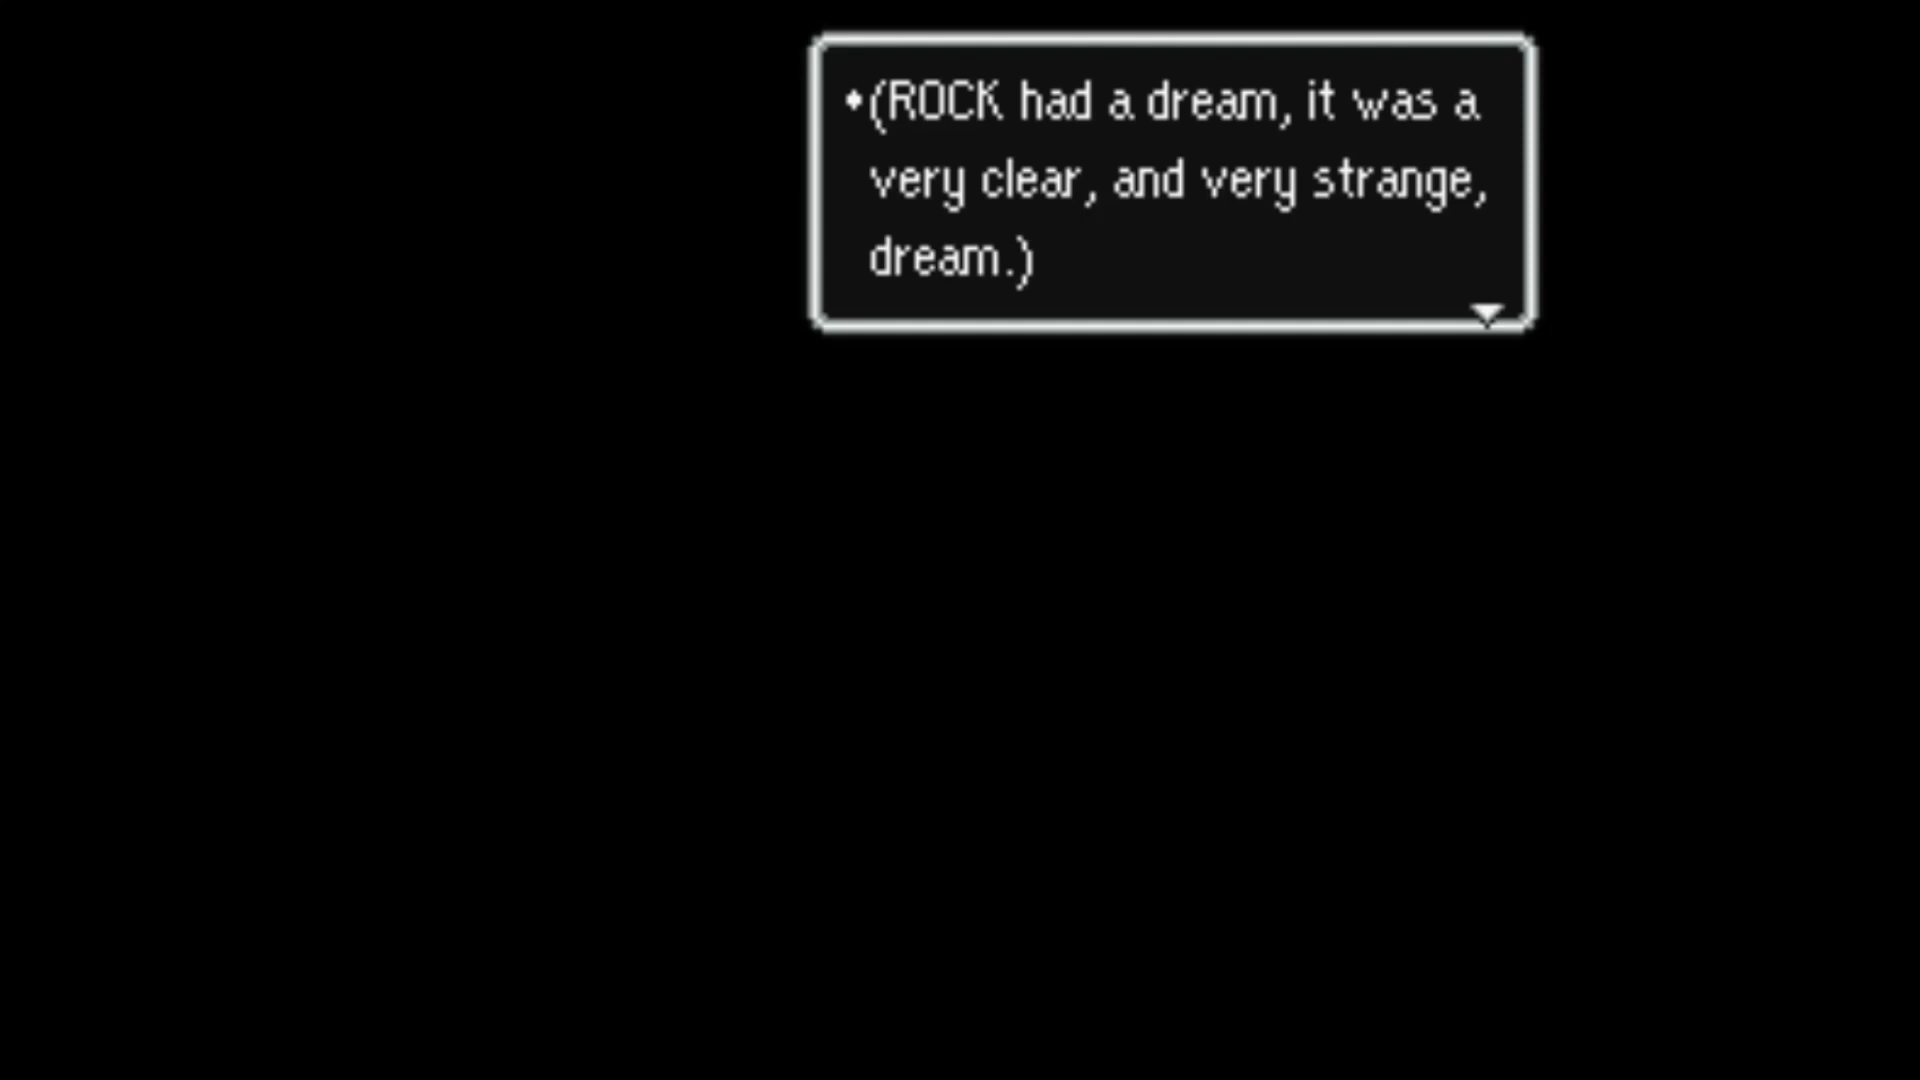 •(ROCK had a dream, it was a
very clear, and very strange,
dream.)